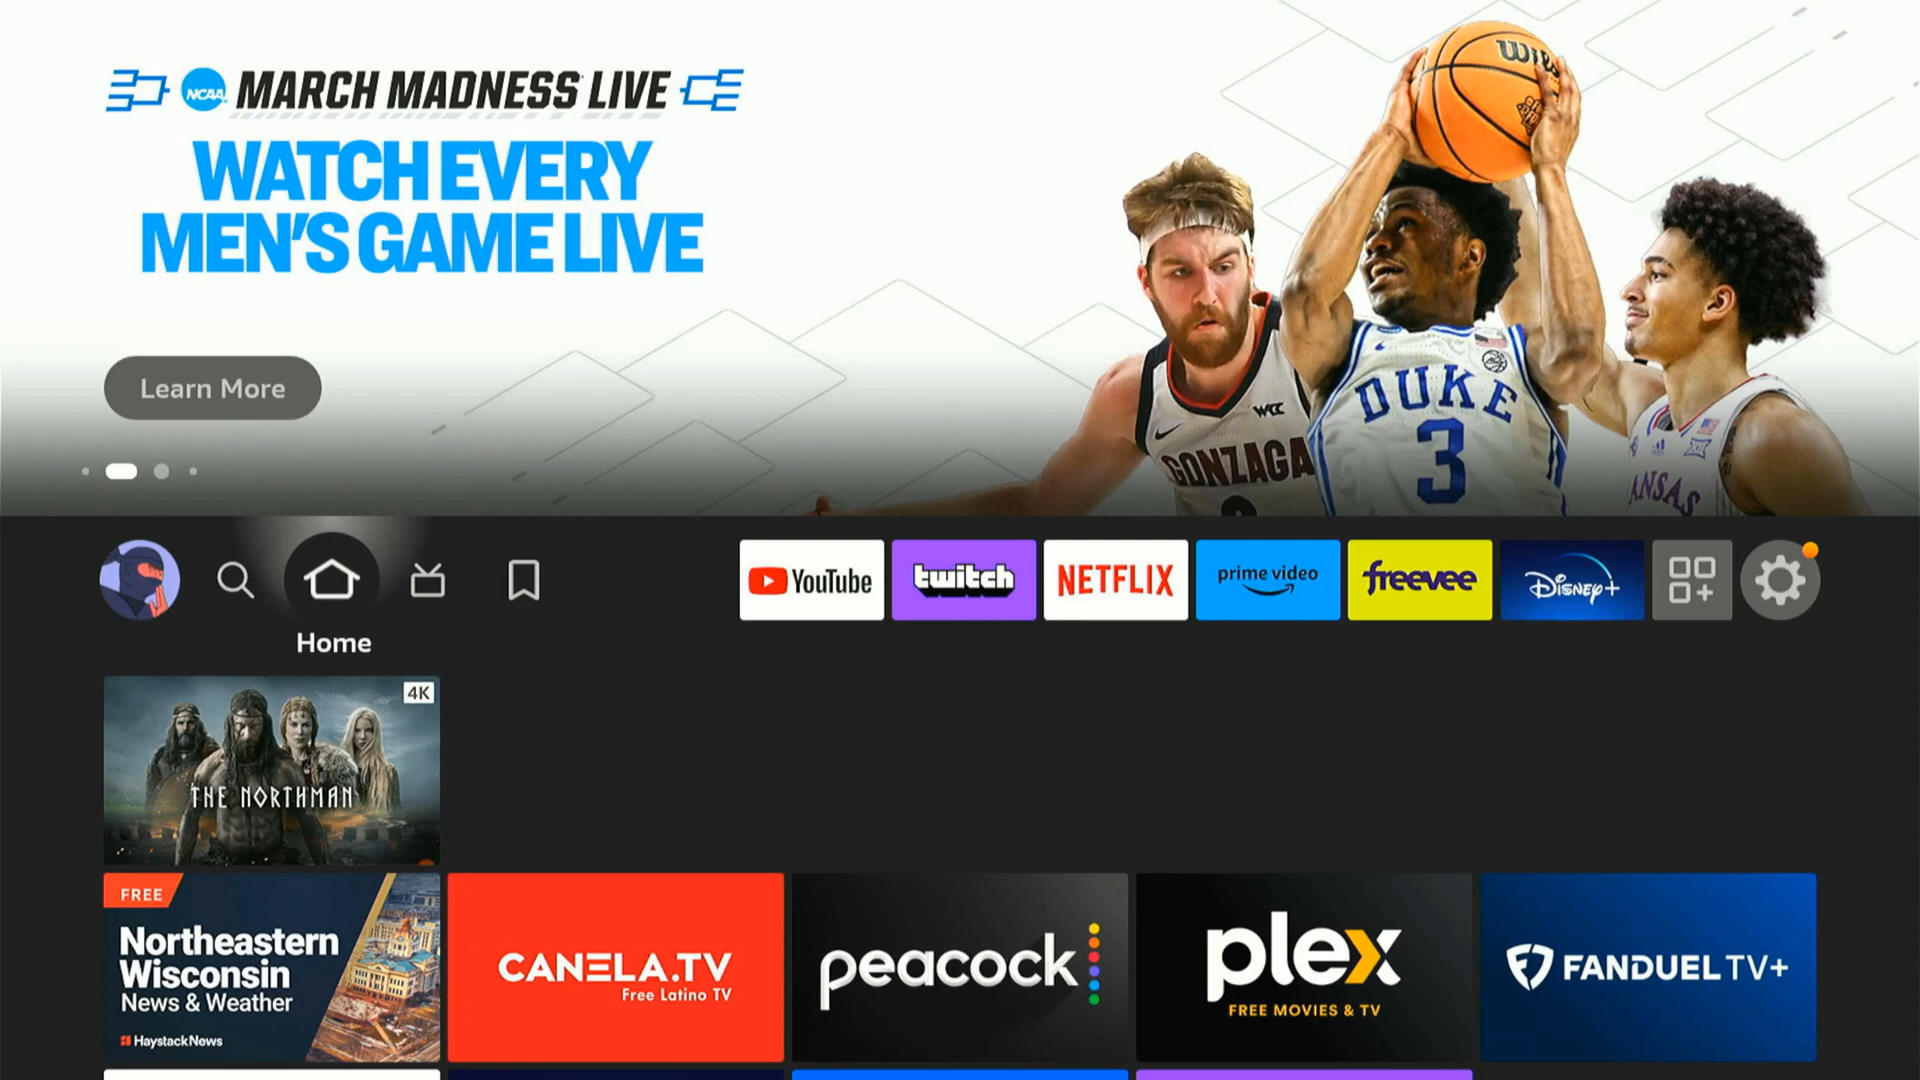 NCAA MARCH MADNESS LIVE
WATCH EVERY
MEN'S GAME LIVE
Learn More
Wils
WCC
GONZAGA
DUKE
3
ANSAS
YouTube
twitch
NETFLIX
prime video
freevee
Disney+
Home
4K
THE NORTHMAN
FREE
Northeastern
Wisconsin
News & Weather
HaystackNews
CANELA.TV
Free Latino TV
peacock
plex
FREE MOVIES & TV
FANDUEL TV+